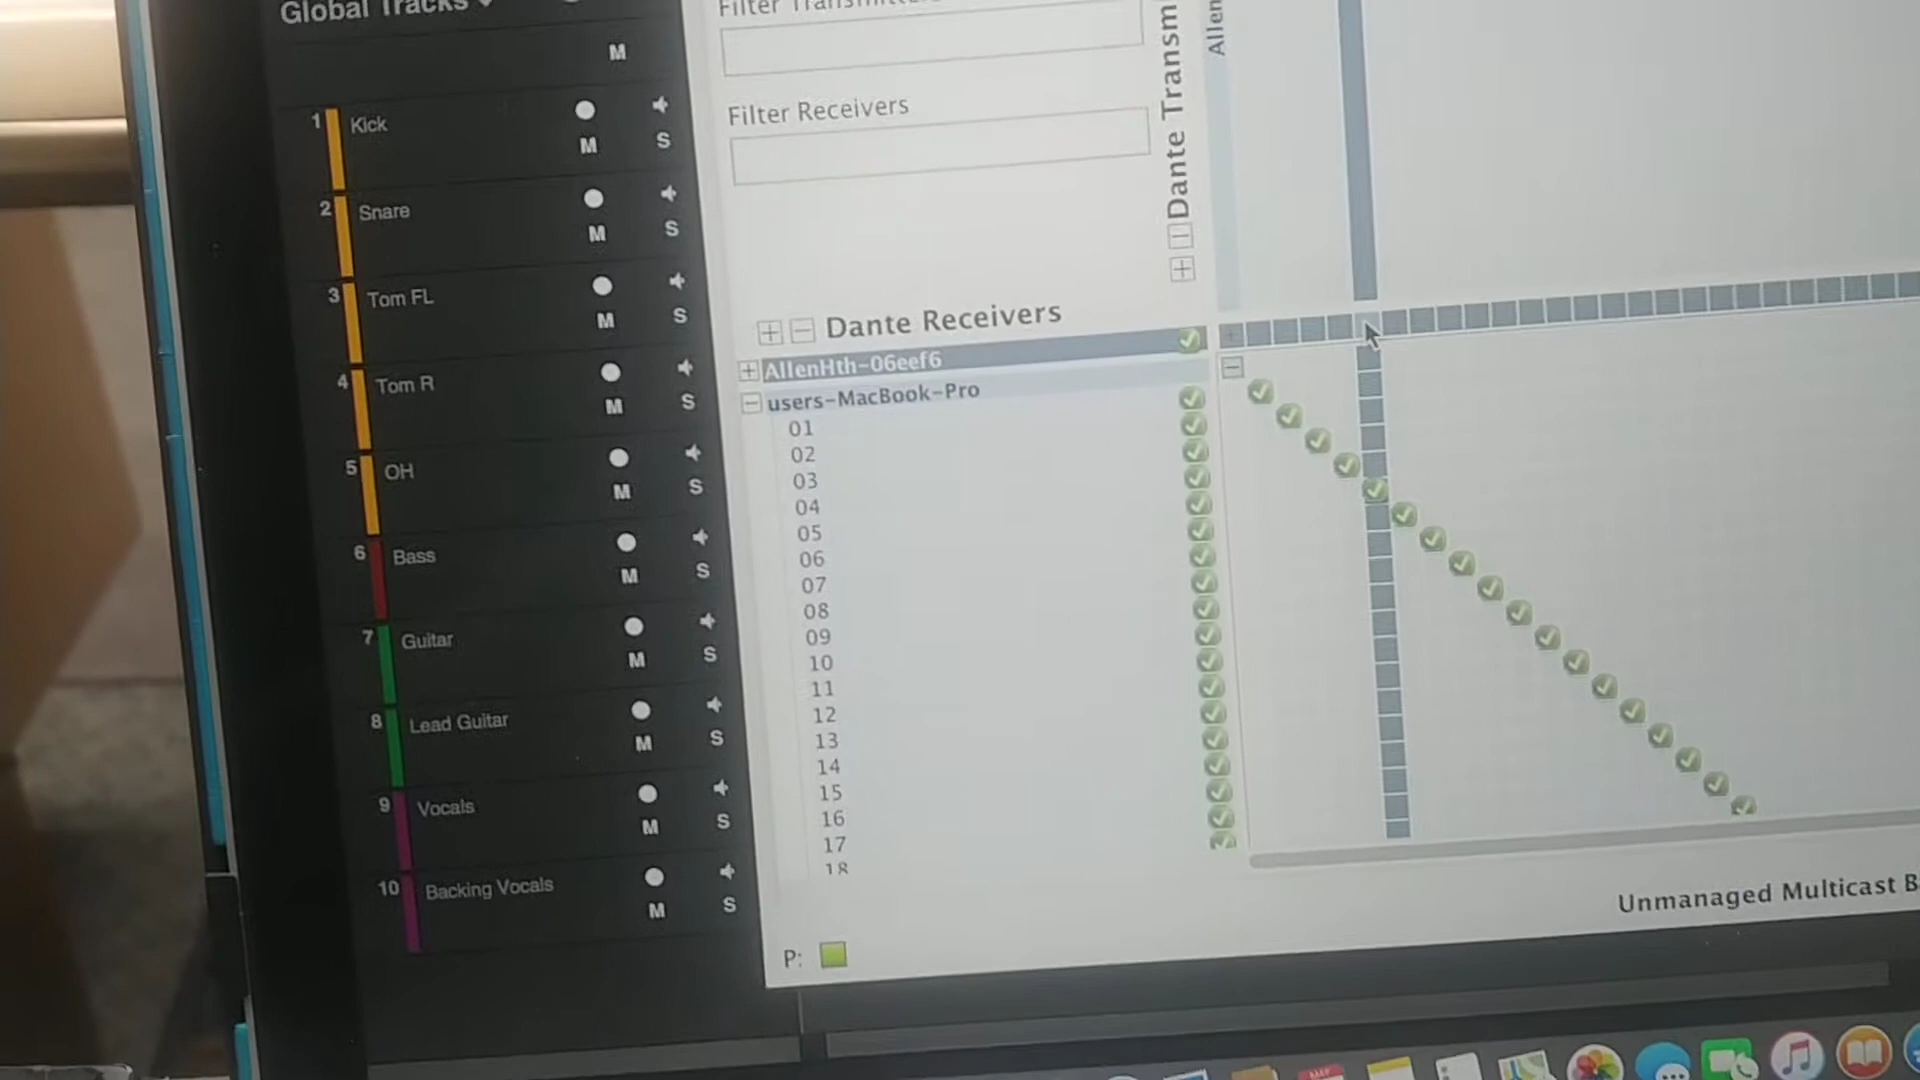 Global Tracks
M
1 Kick
M S
2 Snare
M S
3 Tom FL
M S
4 Tom R
M S
5 OH
M S
6 Bass
M S
7 Guitar
M S
8 Lead Guitar
M S
9 Vocals
M S
10 Backing Vocals
M S
Filter
Filter Receivers
Dante
Allen
+ − Dante Receivers
+ AllenHth-06eef6
− users-MacBook-Pro
01
02
03
04
05
06
07
08
09
10
11
12
13
14
15
16
17
18
P:
Unmanaged Multicast